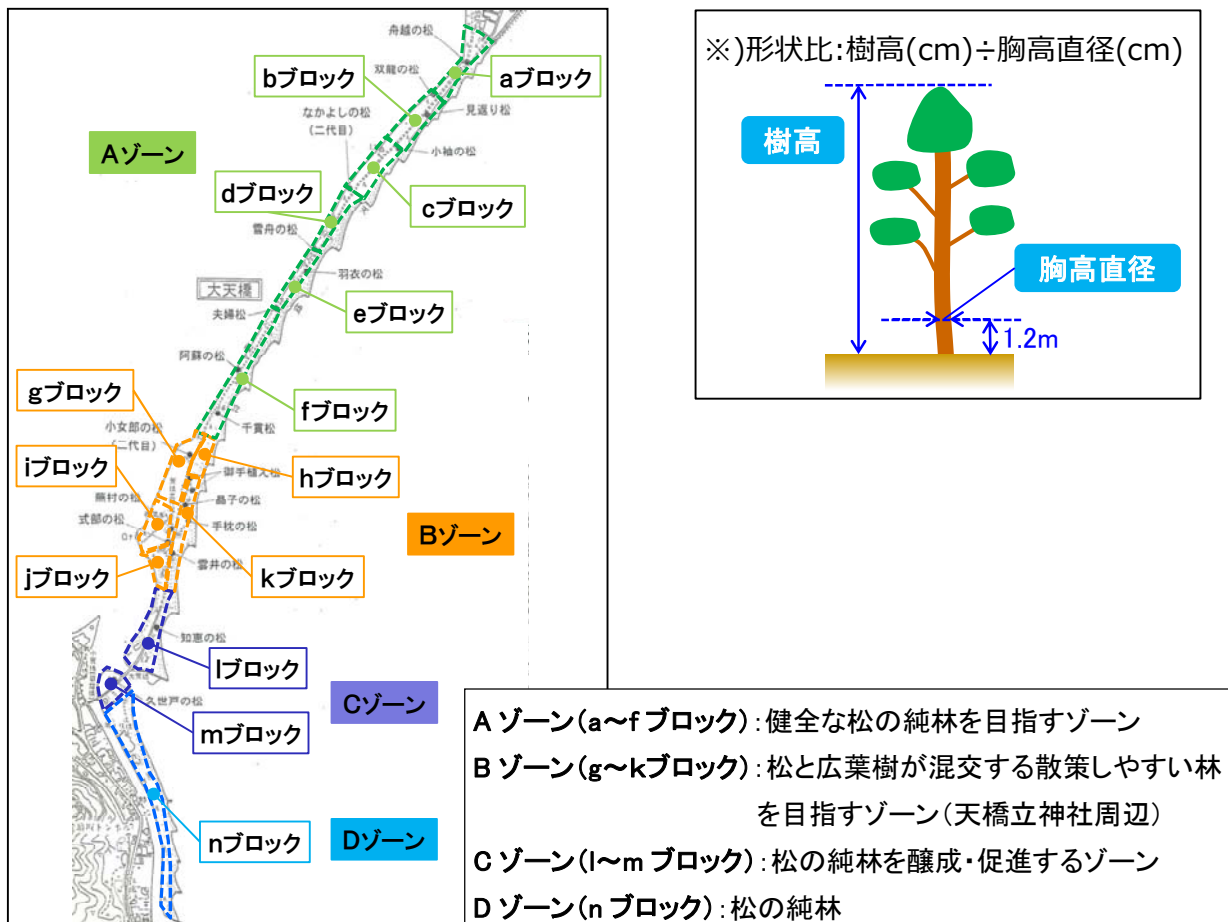 舟越の松
双龍の松
bブロック
aブロック
なかよしの松
(二代目)
見返り松
小袖の松
Aゾーン
dブロック
cブロック
雪舟の松
羽衣の松
大天橋
夫婦松
eブロック
阿蘇の松
gブロック
fブロック
千貫松
小女郎の松
(二代目)
iブロック
hブロック
御手植え松
晶子の松
蕪村の松
式部の松
手枕の松
Bゾーン
雲井の松
jブロック
kブロック
知恵の松
lブロック
久世戸の松
Cゾーン
mブロック
nブロック
Dゾーン
※)形状比:樹高(cm)÷胸高直径(cm)
樹高
胸高直径
1.2m
A ゾーン(a~f ブロック):健全な松の純林を目指すゾーン
B ゾーン(g~kブロック):松と広葉樹が混交する散策しやすい林
を目指すゾーン(天橋立神社周辺)
C ゾーン(l~m ブロック):松の純林を醸成・促進するゾーン
D ゾーン(n ブロック):松の純林